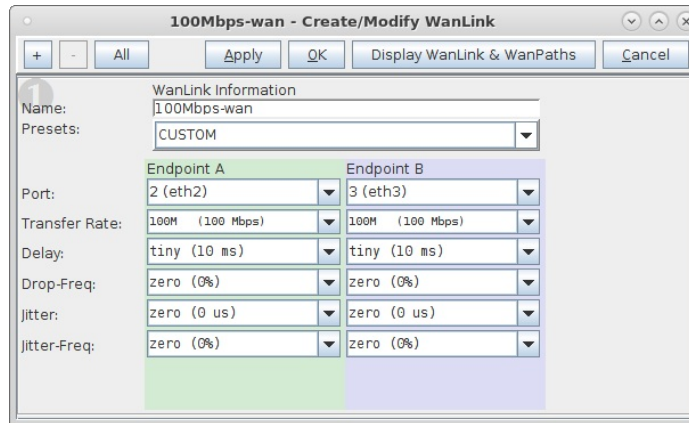 100Mbps-wan - Create/Modify WanLink
+ - All Apply OK Display WanLink & WanPaths Cancel
1
WanLink Information
Name: 100Mbps-wan
Presets: CUSTOM
Endpoint A Endpoint B
Port: 2 (eth2) 3 (eth3)
Transfer Rate: 100M (100 Mbps) 100M (100 Mbps)
Delay: tiny (10 ms) tiny (10 ms)
Drop-Freq: zero (0%) zero (0%)
Jitter: zero (0 us) zero (0 us)
Jitter-Freq: zero (0%) zero (0%)